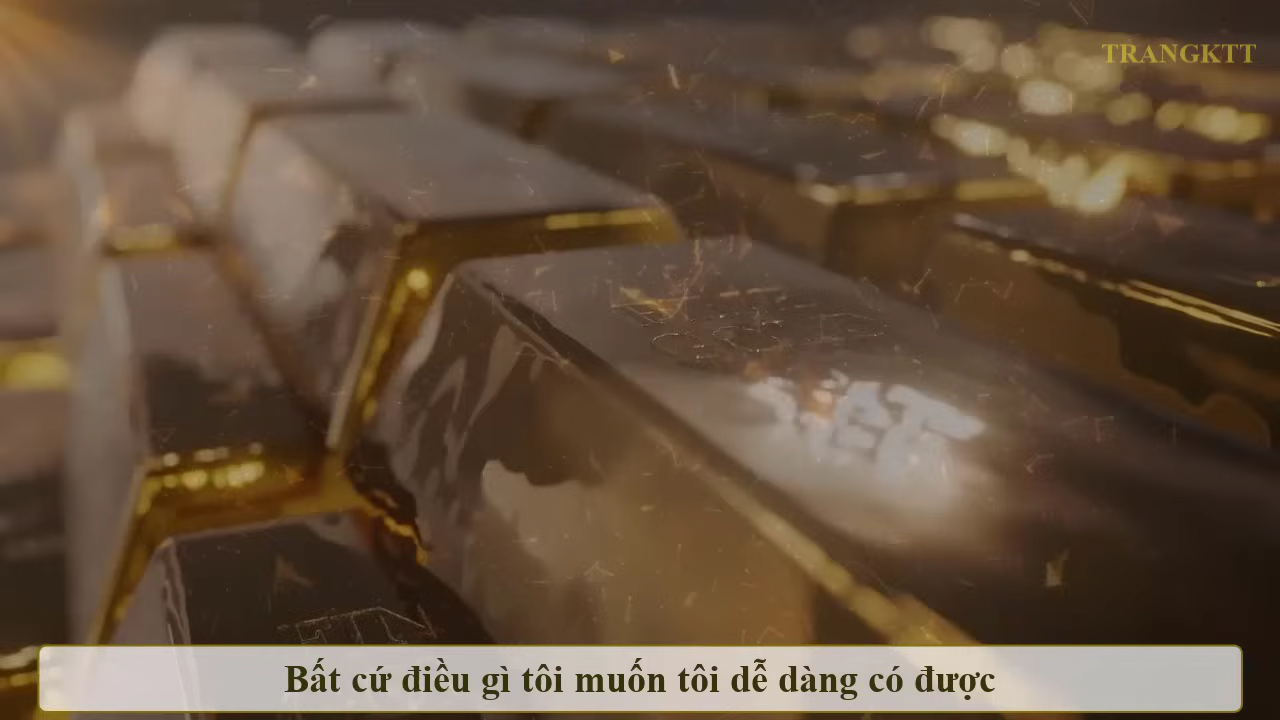 TRANGKTT
Bất cứ điều gì tôi muốn tôi dễ dàng có được